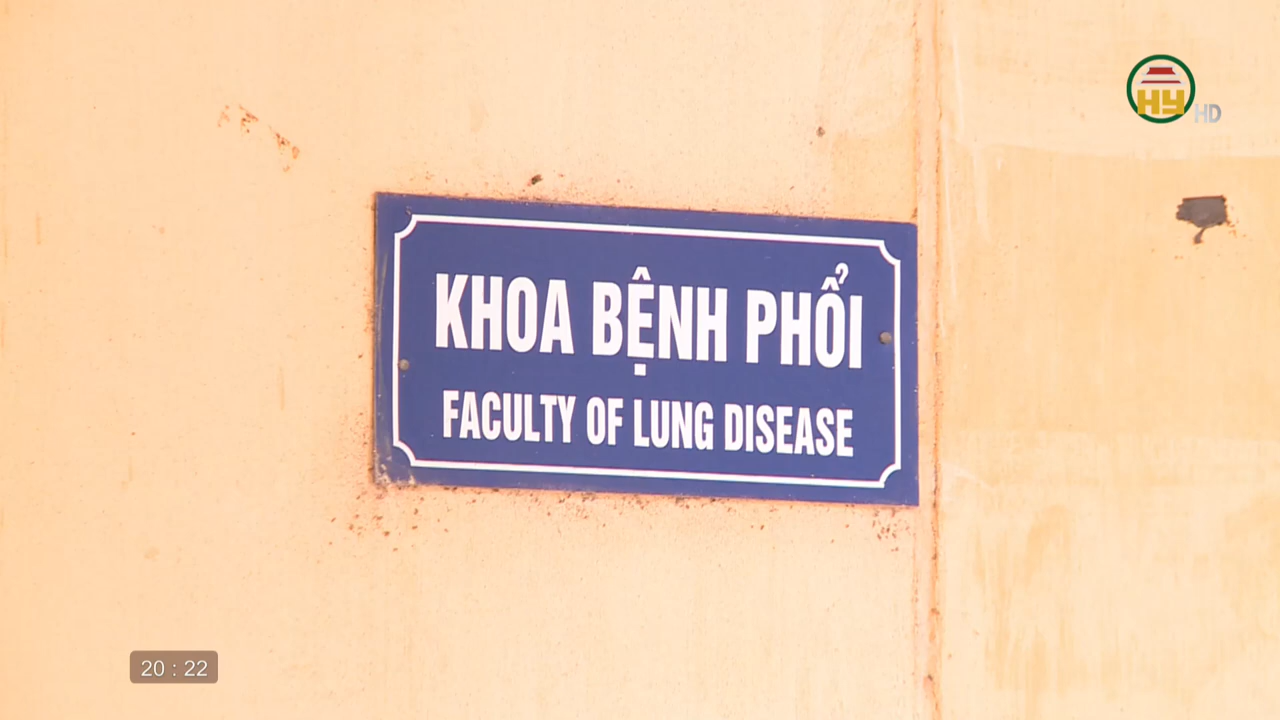 HY HD
KHOA BỆNH PHỔI
FACULTY OF LUNG DISEASE
20 : 22